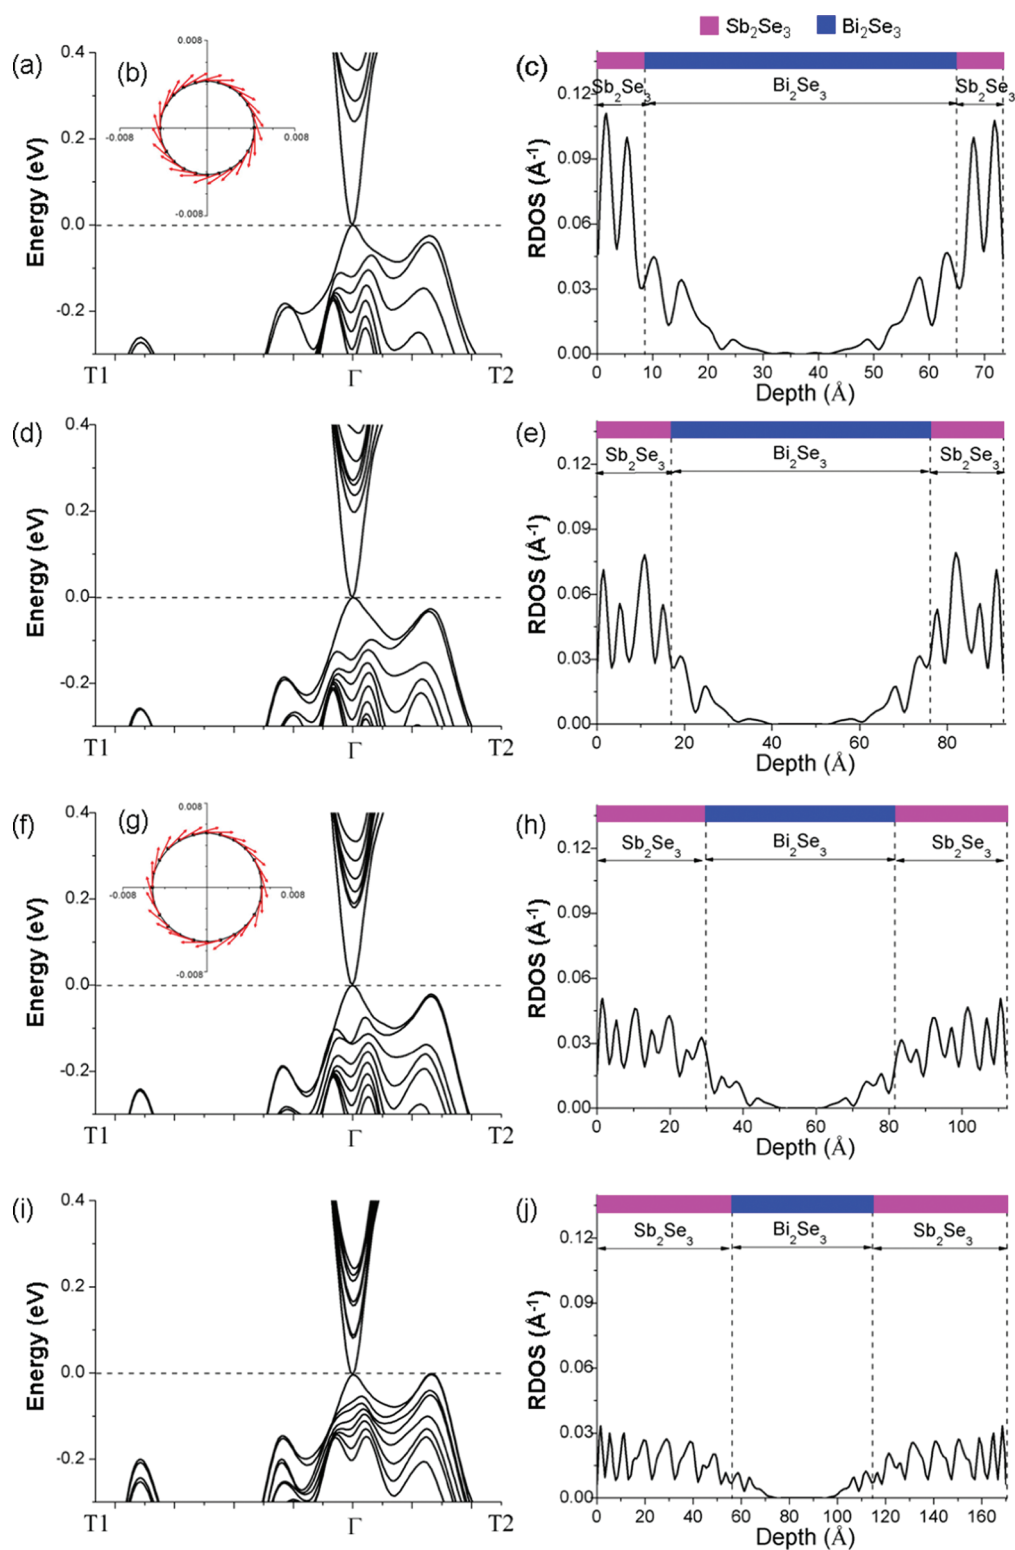 Sb₂Se₃ Bi₂Se₃
(a)
0.4
0.2
0.0
-0.2
Energy (eV)
T1 Γ T2
(b)
0.008
-0.008 0.008
-0.008
(c)
Sb₂Se₃ Bi₂Se₃ Sb₂Se₃
0.12
0.09
0.06
0.03
0.00
RDOS (Å⁻¹)
0 10 20 30 40 50 60 70
Depth (Å)
(d)
0.4
0.2
0.0
-0.2
Energy (eV)
T1 Γ T2
(e)
Sb₂Se₃ Bi₂Se₃ Sb₂Se₃
0.12
0.09
0.06
0.03
0.00
RDOS (Å⁻¹)
0 20 40 60 80
Depth (Å)
(f)
0.4
0.2
0.0
-0.2
Energy (eV)
T1 Γ T2
(g)
0.008
-0.008 0.008
-0.008
(h)
Sb₂Se₃ Bi₂Se₃ Sb₂Se₃
0.12
0.09
0.06
0.03
0.00
RDOS (Å⁻¹)
0 20 40 60 80 100
Depth (Å)
(i)
0.4
0.2
0.0
-0.2
Energy (eV)
T1 Γ T2
(j)
Sb₂Se₃ Bi₂Se₃ Sb₂Se₃
0.12
0.09
0.06
0.03
0.00
RDOS (Å⁻¹)
0 20 40 60 80 100 120 140 160
Depth (Å)